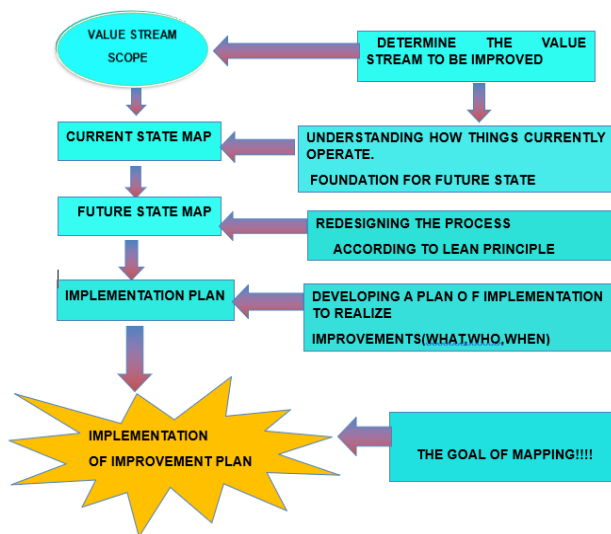 VALUE STREAM
SCOPE
DETERMINE THE VALUE
STREAM TO BE IMPROVED
CURRENT STATE MAP
UNDERSTANDING HOW THINGS CURRENTLY
OPERATE.
FOUNDATION FOR FUTURE STATE
FUTURE STATE MAP
REDESIGNING THE PROCESS
ACCORDING TO LEAN PRINCIPLE
IMPLEMENTATION PLAN
DEVELOPING A PLAN O F IMPLEMENTATION
TO REALIZE
IMPROVEMENTS(WHAT,WHO,WHEN)
IMPLEMENTATION
OF IMPROVEMENT PLAN
THE GOAL OF MAPPING!!!!